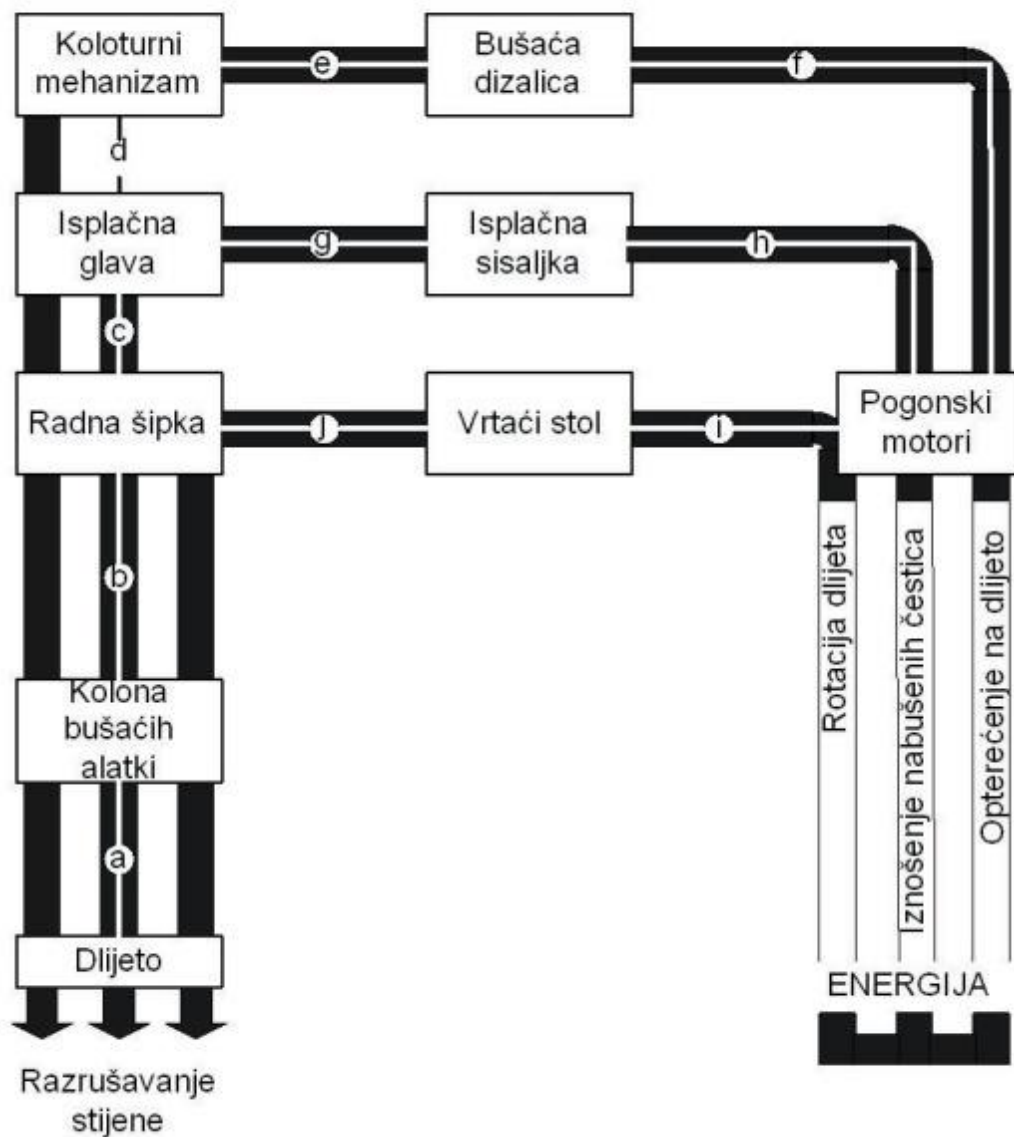 Koloturni
mehanizam
e
Bušaća
dizalica
f
d
Isplačna
glava
g
Isplačna
sisaljka
h
c
Radna šipka
j
Vrtaći stol
i
Pogonski
motori
b
Kolona
bušaćih
alatki
a
Dlijeto
Razrušavanje
stijene
Rotacija dlijeta
Iznošenje nabušenih čestica
Opterećenje na dlijeto
ENERGIJA